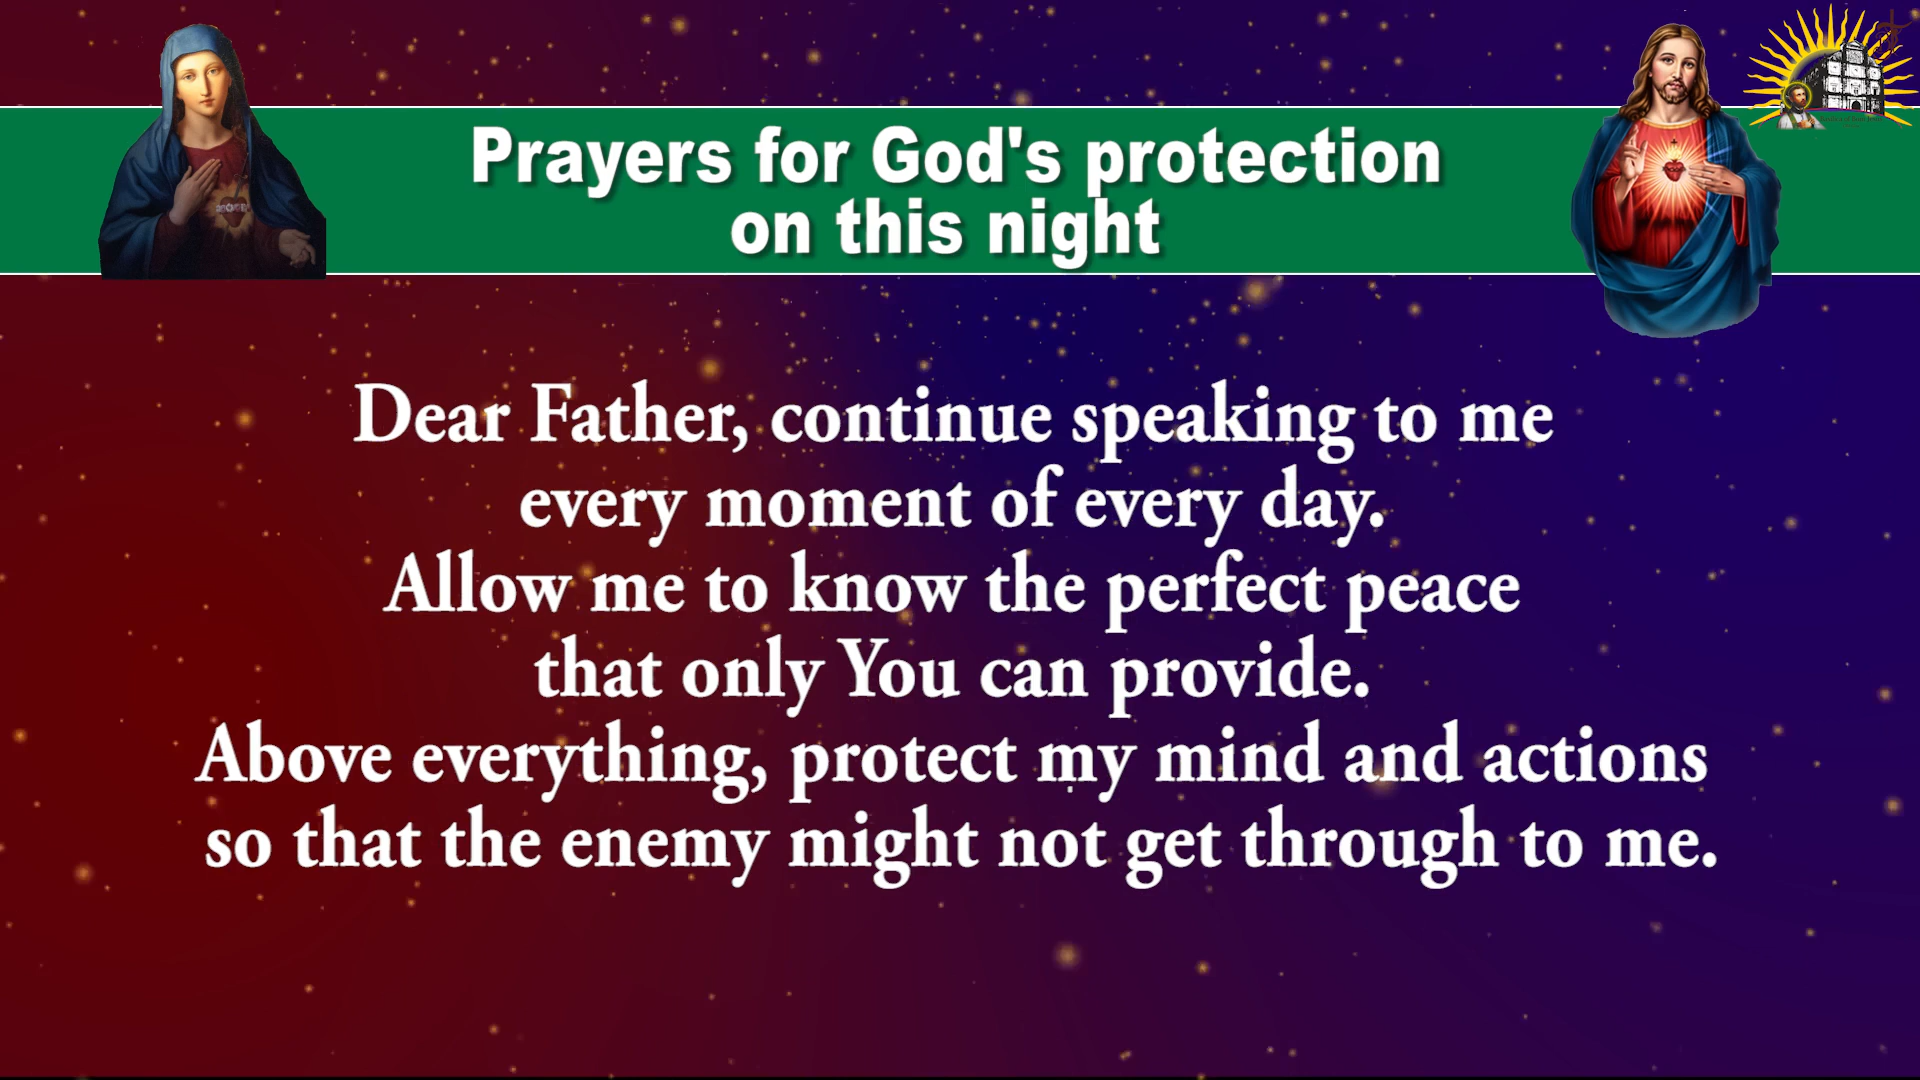 Prayers for God's protection
on this night
Dear Father, continue speaking to me
every moment of every day.
Allow me to know the perfect peace
that only You can provide.
Above everything, protect my mind and actions
so that the enemy might not get through to me.